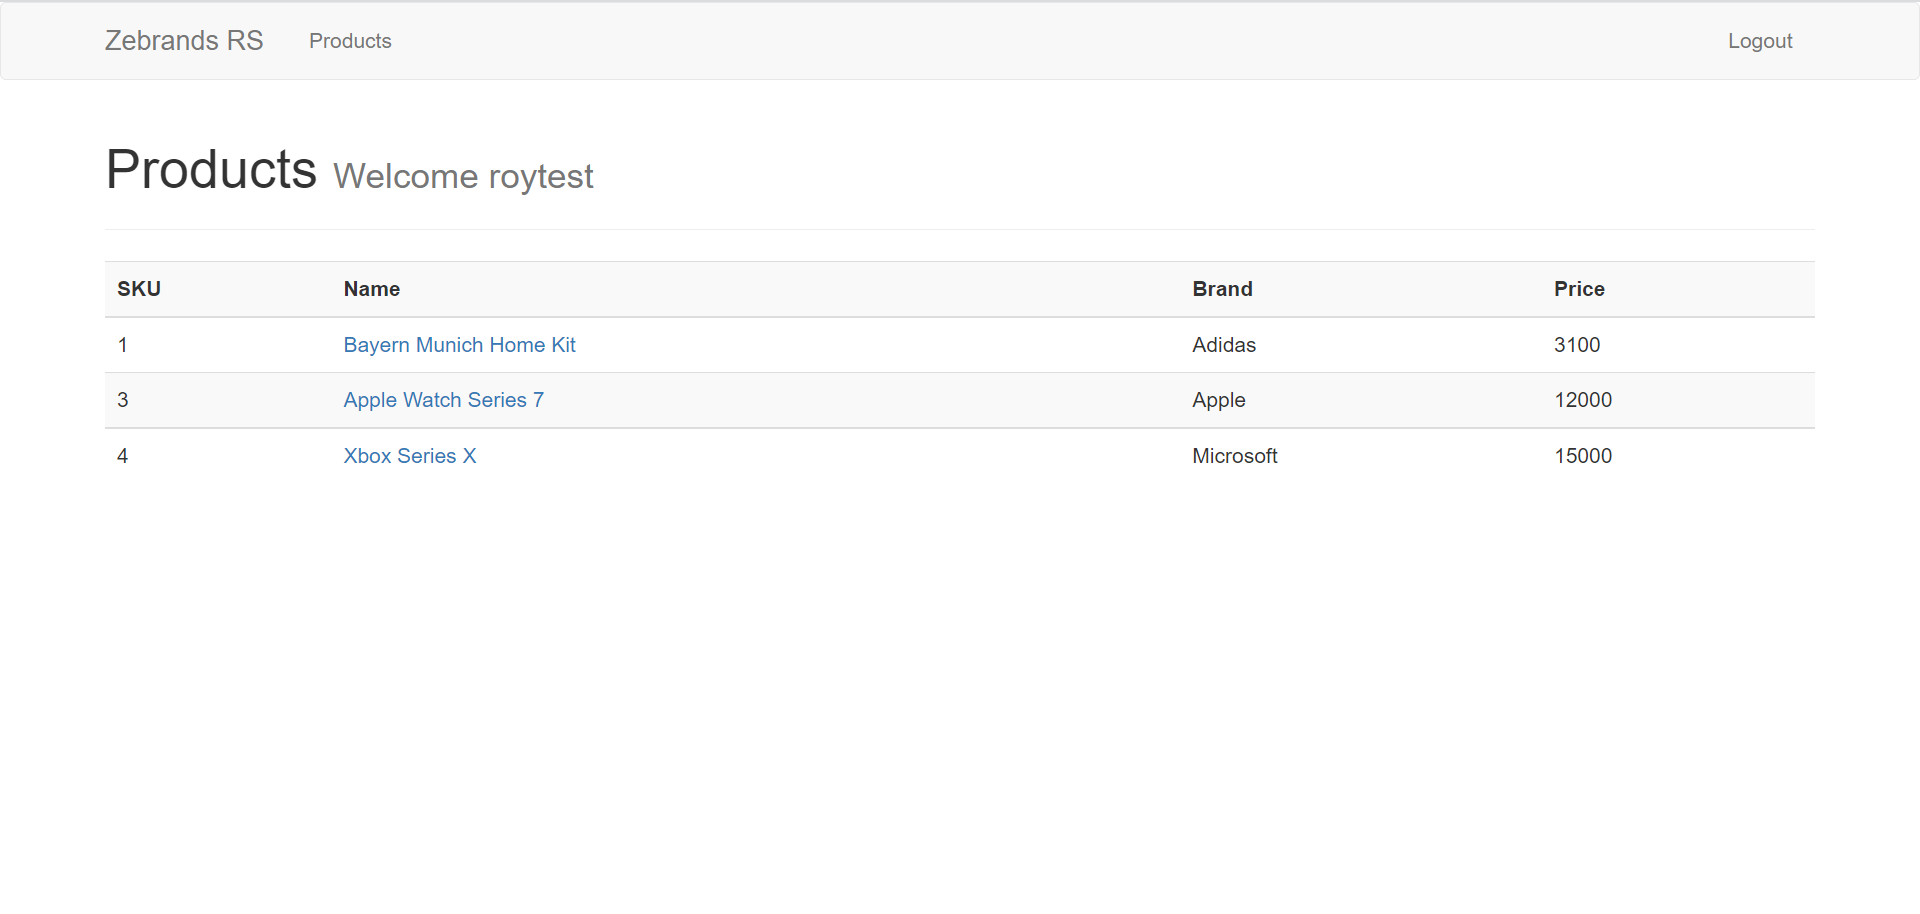 Zebrands RS Products Logout
Products Welcome roytest
SKU Name Brand Price
1 Bayern Munich Home Kit Adidas 3100
3 Apple Watch Series 7 Apple 12000
4 Xbox Series X Microsoft 15000